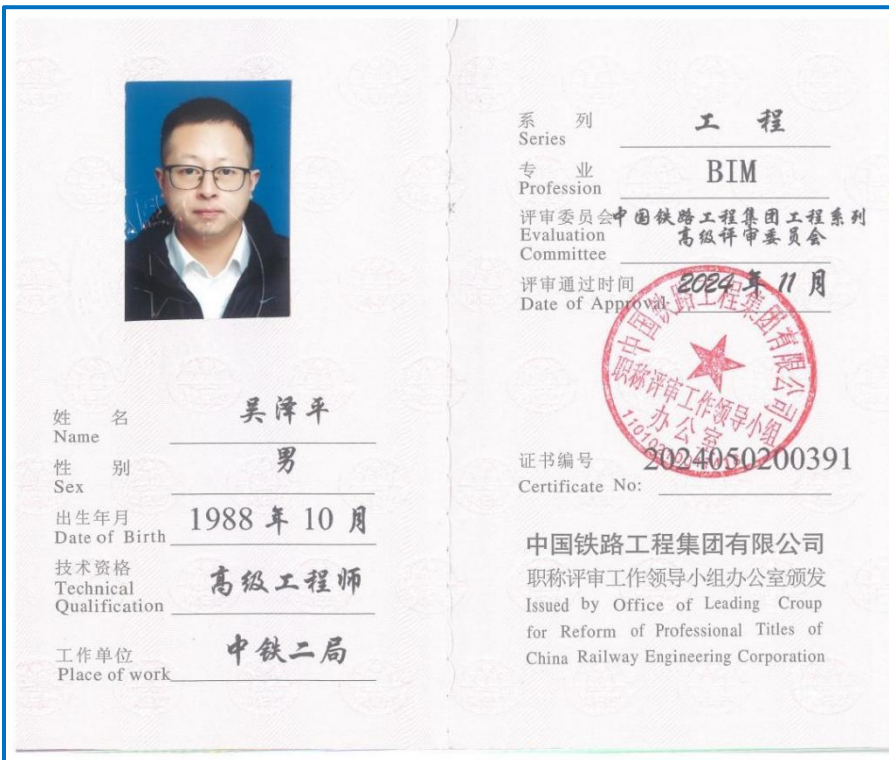 姓 名 吴泽平
Name
性 别 男
Sex
出生年月 1988 年 10 月
Date of Birth
技术资格
Technical 高级工程师
Qualification
工作单位 中铁二局
Place of work
系 列 工 程
Series
专 业 BIM
Profession
评审委员会 中国铁路工程集团工程系列
Evaluation 高级评审委员会
Committee
评审通过时间 2024 年 11 月
Date of Approval
中国铁路工程集团有限公司
职称评审工作领导小组
办公室
证书编号 2024050200391
Certificate No:
中国铁路工程集团有限公司
职称评审工作领导小组办公室颁发
Issued by Office of Leading Croup
for Reform of Professional Titles of
China Railway Engineering Corporation